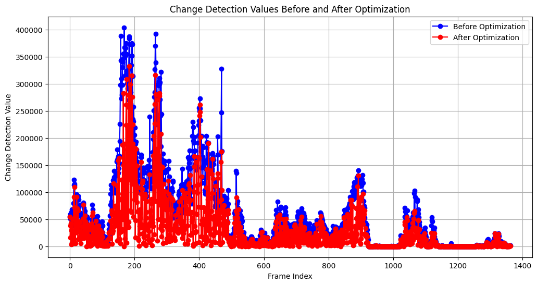 Change Detection Values Before and After Optimization
Before Optimization
After Optimization
Change Detection Value
400000
350000
300000
250000
200000
150000
100000
50000
0
0 200 400 600 800 1000 1200 1400
Frame Index